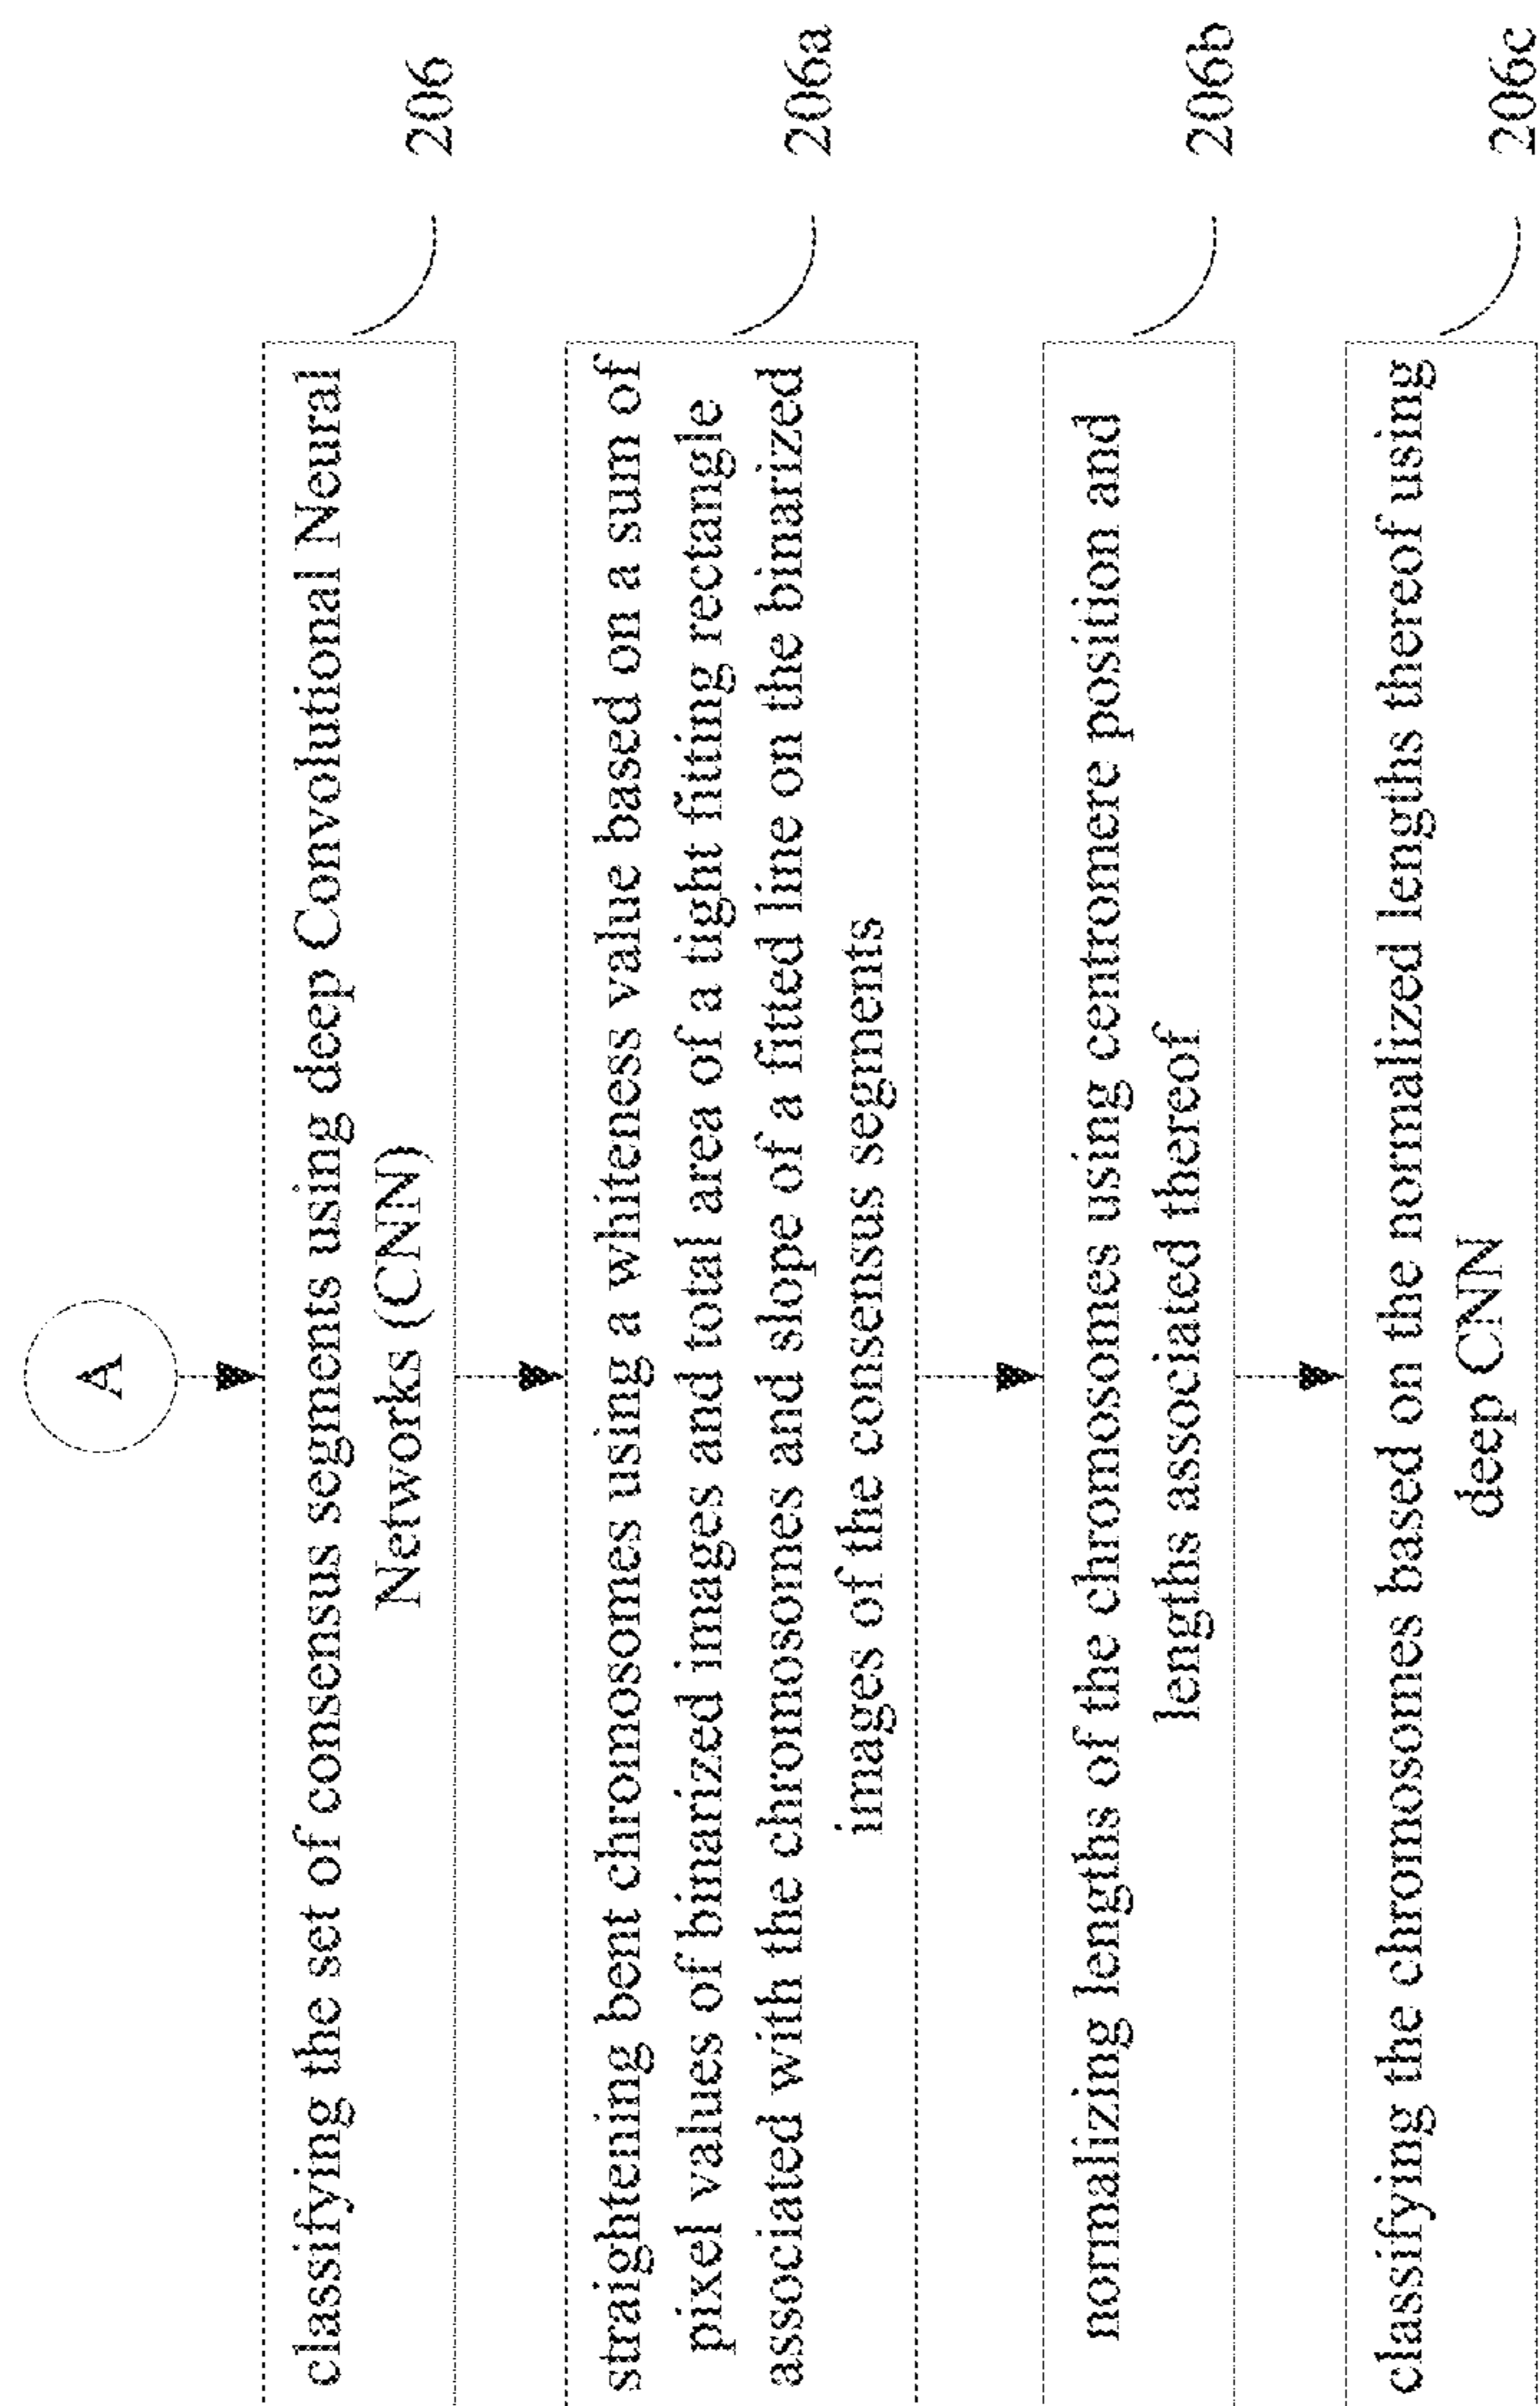 A
classifying the set of consensus segments using deep Convolutional Neural
Networks (CNN)
206
straightening bent chromosomes using a whiteness value based on a sum of
pixel values of binarized images and total area of a tight fitting rectangle
associated with the chromosomes and slope of a fitted line on the binarized
images of the consensus segments
206a
normalizing lengths of the chromosomes using centromere position and
lengths associated thereof
206b
classifying the chromosomes based on the normalized lengths thereof using
deep CNN
206c